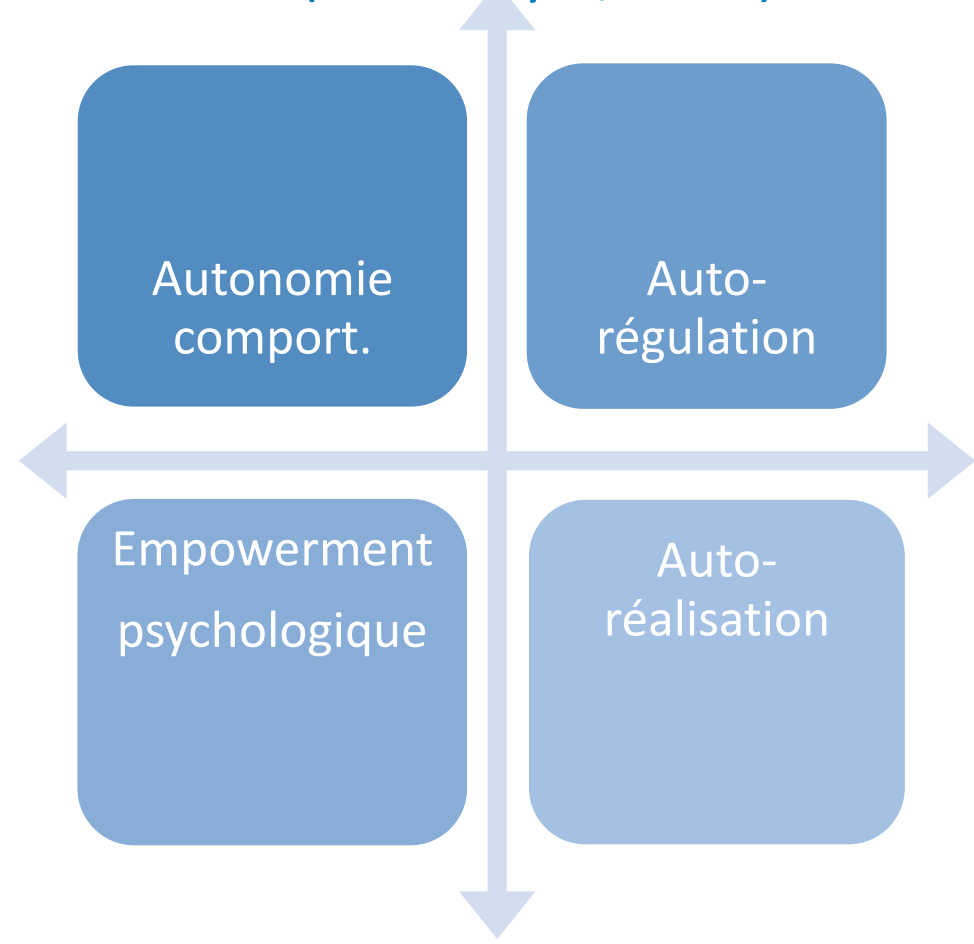 Autonomie
comport.
Auto-
régulation
Empowerment
psychologique
Auto-
réalisation